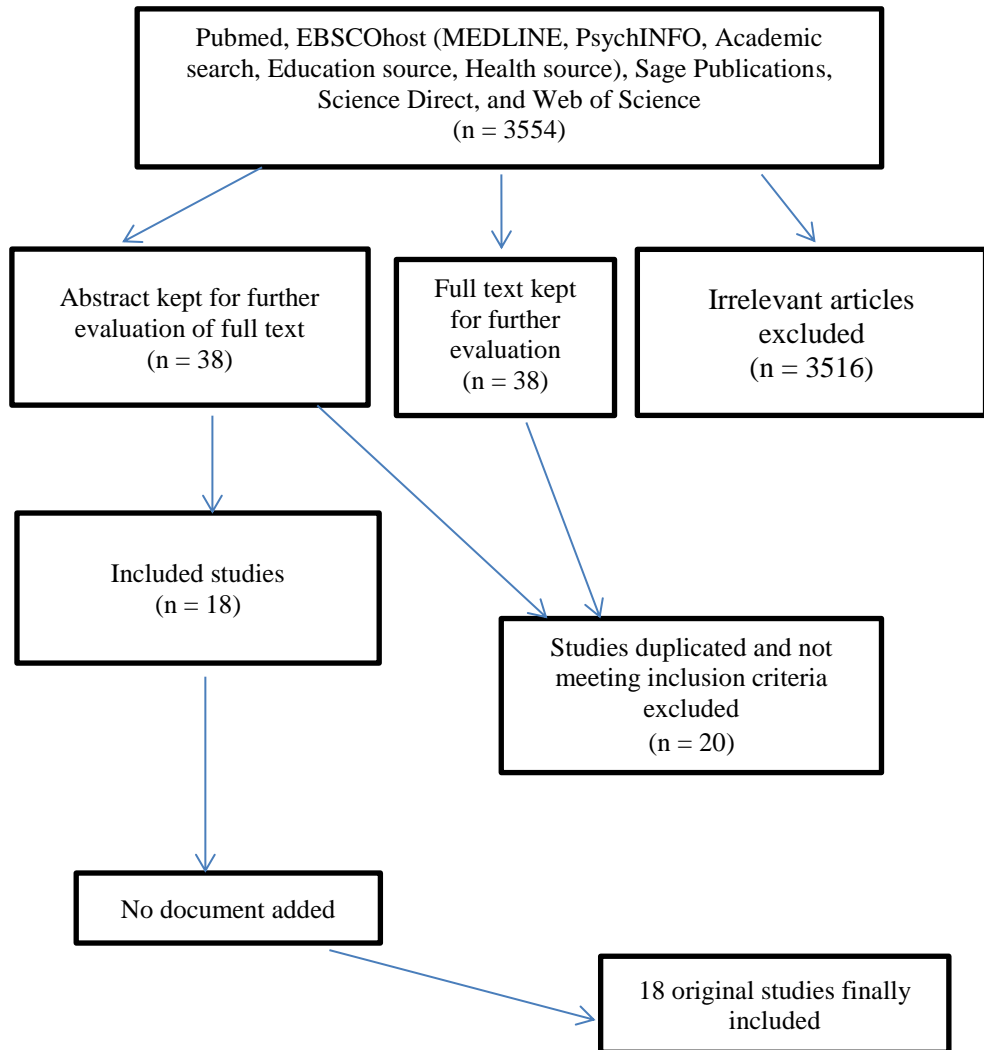 Pubmed, EBSCOhost (MEDLINE, PsychINFO, Academic
search, Education source, Health source), Sage Publications,
Science Direct, and Web of Science
(n = 3554)
Abstract kept for further
evaluation of full text
(n = 38)
Full text kept
for further
evaluation
(n = 38)
Irrelevant articles
excluded
(n = 3516)
Included studies
(n = 18)
Studies duplicated and not
meeting inclusion criteria
excluded
(n = 20)
No document added
18 original studies finally
included